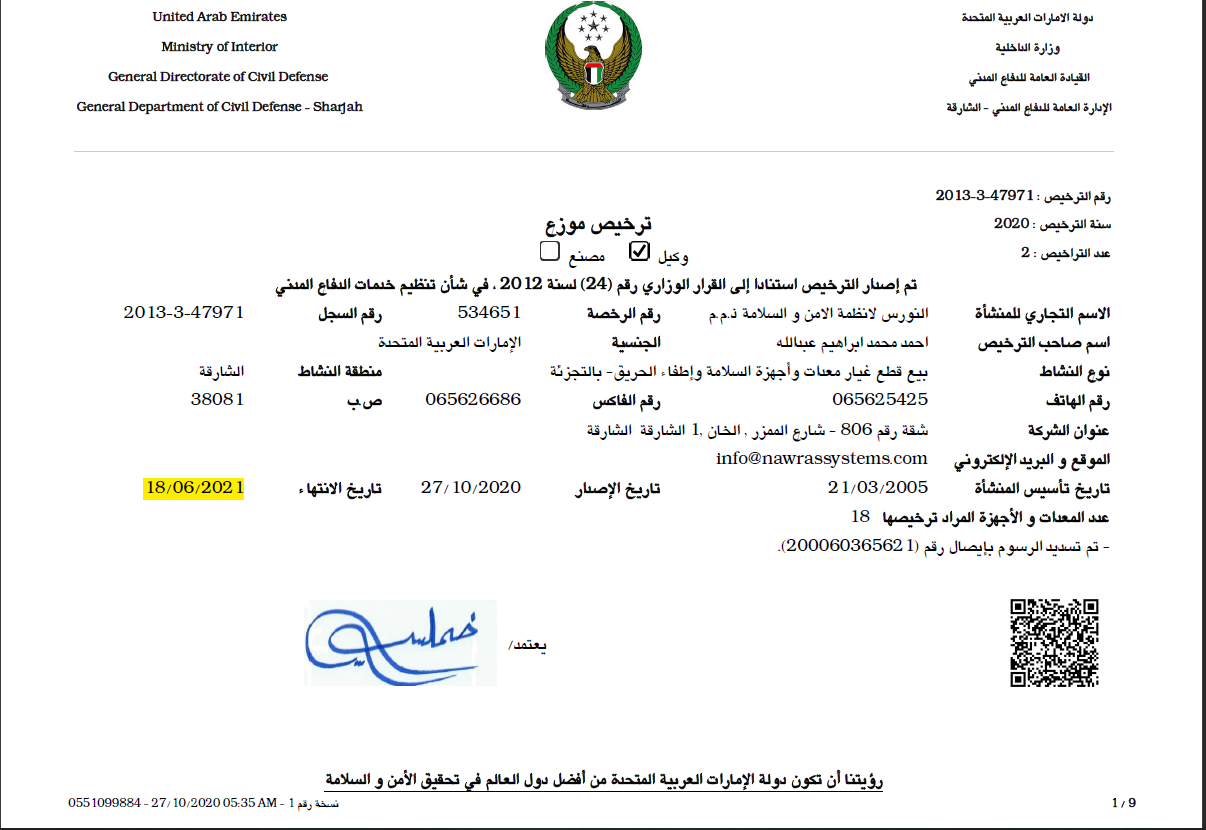 United Arab Emirates
Ministry of Interior
General Directorate of Civil Defense
General Department of Civil Defense - Sharjah
دولة الامارات العربية المتحدة
وزارة الداخلية
القيادة العامة للدفاع المدني
الإدارة العامة للدفاع المدني - الشارقة
رقم الترخيص : 2013-3-47971
سنة الترخيص : 2020
عدد التراخيص : 2
ترخيص موزع
وكيل مصنع
تم إصدار الترخيص استنادا إلى القرار الوزاري رقم (24) لسنة 2012 ، في شأن تنظيم خدمات الدفاع المدني
الاسم التجاري للمنشأة النورس لانظمة الامن و السلامة ذ.م.م رقم الرخصة 534651 رقم السجل 2013-3-47971
اسم صاحب الترخيص احمد محمد ابراهيم عبدالله الجنسية الإمارات العربية المتحدة
نوع النشاط بيع قطع غيار معدات وأجهزة السلامة وإطفاء الحريق- بالتجزئة منطقة النشاط الشارقة
رقم الهاتف 065625425 رقم الفاكس 065626686 ص.ب 38081
عنوان الشركة شقة رقم 806 - شارع الممزر , الخان ,1 الشارقة الشارقة
الموقع و البريد الإلكتروني info@nawrassystems.com
تاريخ تأسيس المنشأة 21/03/2005 تاريخ الإصدار 27/10/2020 تاريخ الانتهاء 18/06/2021
عدد المعدات و الأجهزة المراد ترخيصها 18
- تم تسديد الرسوم بإيصال رقم (200060365621).
يعتمد/
رؤيتنا أن تكون دولة الإمارات العربية المتحدة من أفضل دول العالم في تحقيق الأمن و السلامة
0551099884 - 27/10/2020 05:35 AM - نسخة رقم 1
1 / 9